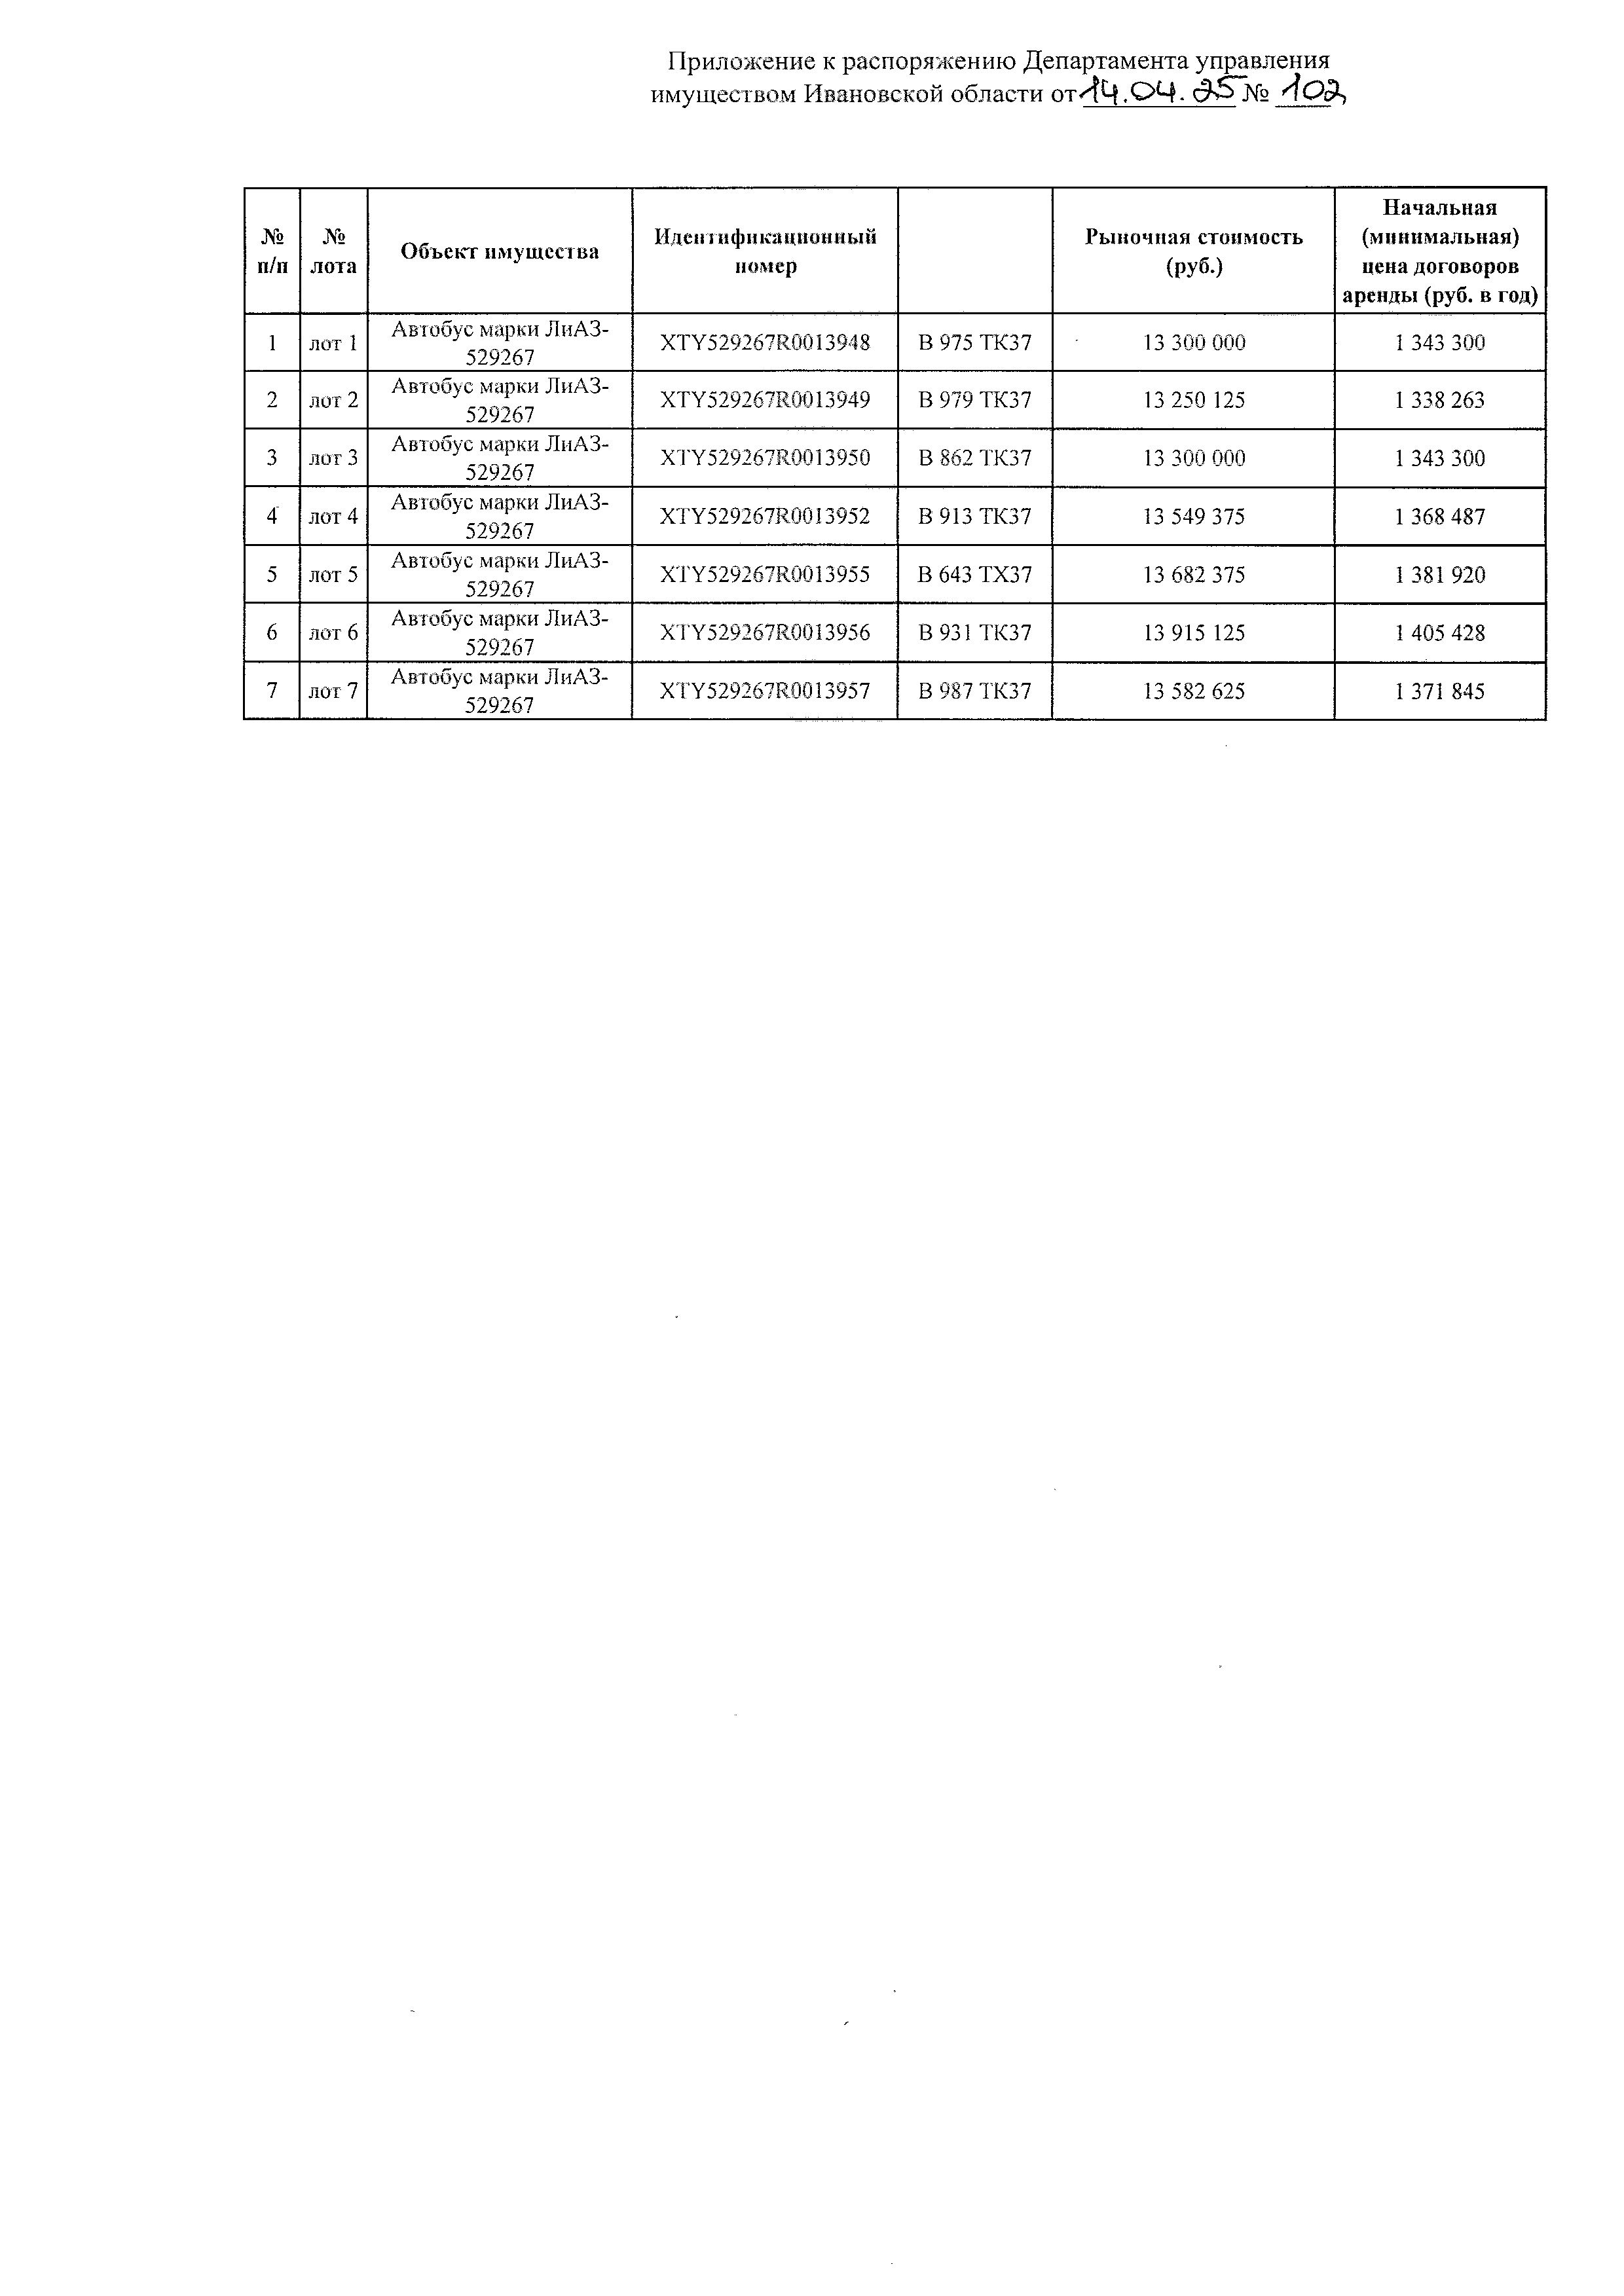 Приложение к распоряжению Департамента управления
имуществом Ивановской области от 14.04.25 № 102
№ п/п № лота Объект имущества Идентификационный номер Рыночная стоимость (руб.) Начальная (минимальная) цена договоров аренды (руб. в год)
1 лот 1 Автобус марки ЛиАЗ-529267 XTY529267R0013948 В 975 ТК37 13 300 000 1 343 300
2 лот 2 Автобус марки ЛиАЗ-529267 XTY529267R0013949 В 979 ТК37 13 250 125 1 338 263
3 лот 3 Автобус марки ЛиАЗ-529267 XTY529267R0013950 В 862 ТК37 13 300 000 1 343 300
4 лот 4 Автобус марки ЛиАЗ-529267 XTY529267R0013952 В 913 ТК37 13 549 375 1 368 487
5 лот 5 Автобус марки ЛиАЗ-529267 XTY529267R0013955 В 643 ТХ37 13 682 375 1 381 920
6 лот 6 Автобус марки ЛиАЗ-529267 XTY529267R0013956 В 931 ТК37 13 915 125 1 405 428
7 лот 7 Автобус марки ЛиАЗ-529267 XTY529267R0013957 В 987 ТК37 13 582 625 1 371 845